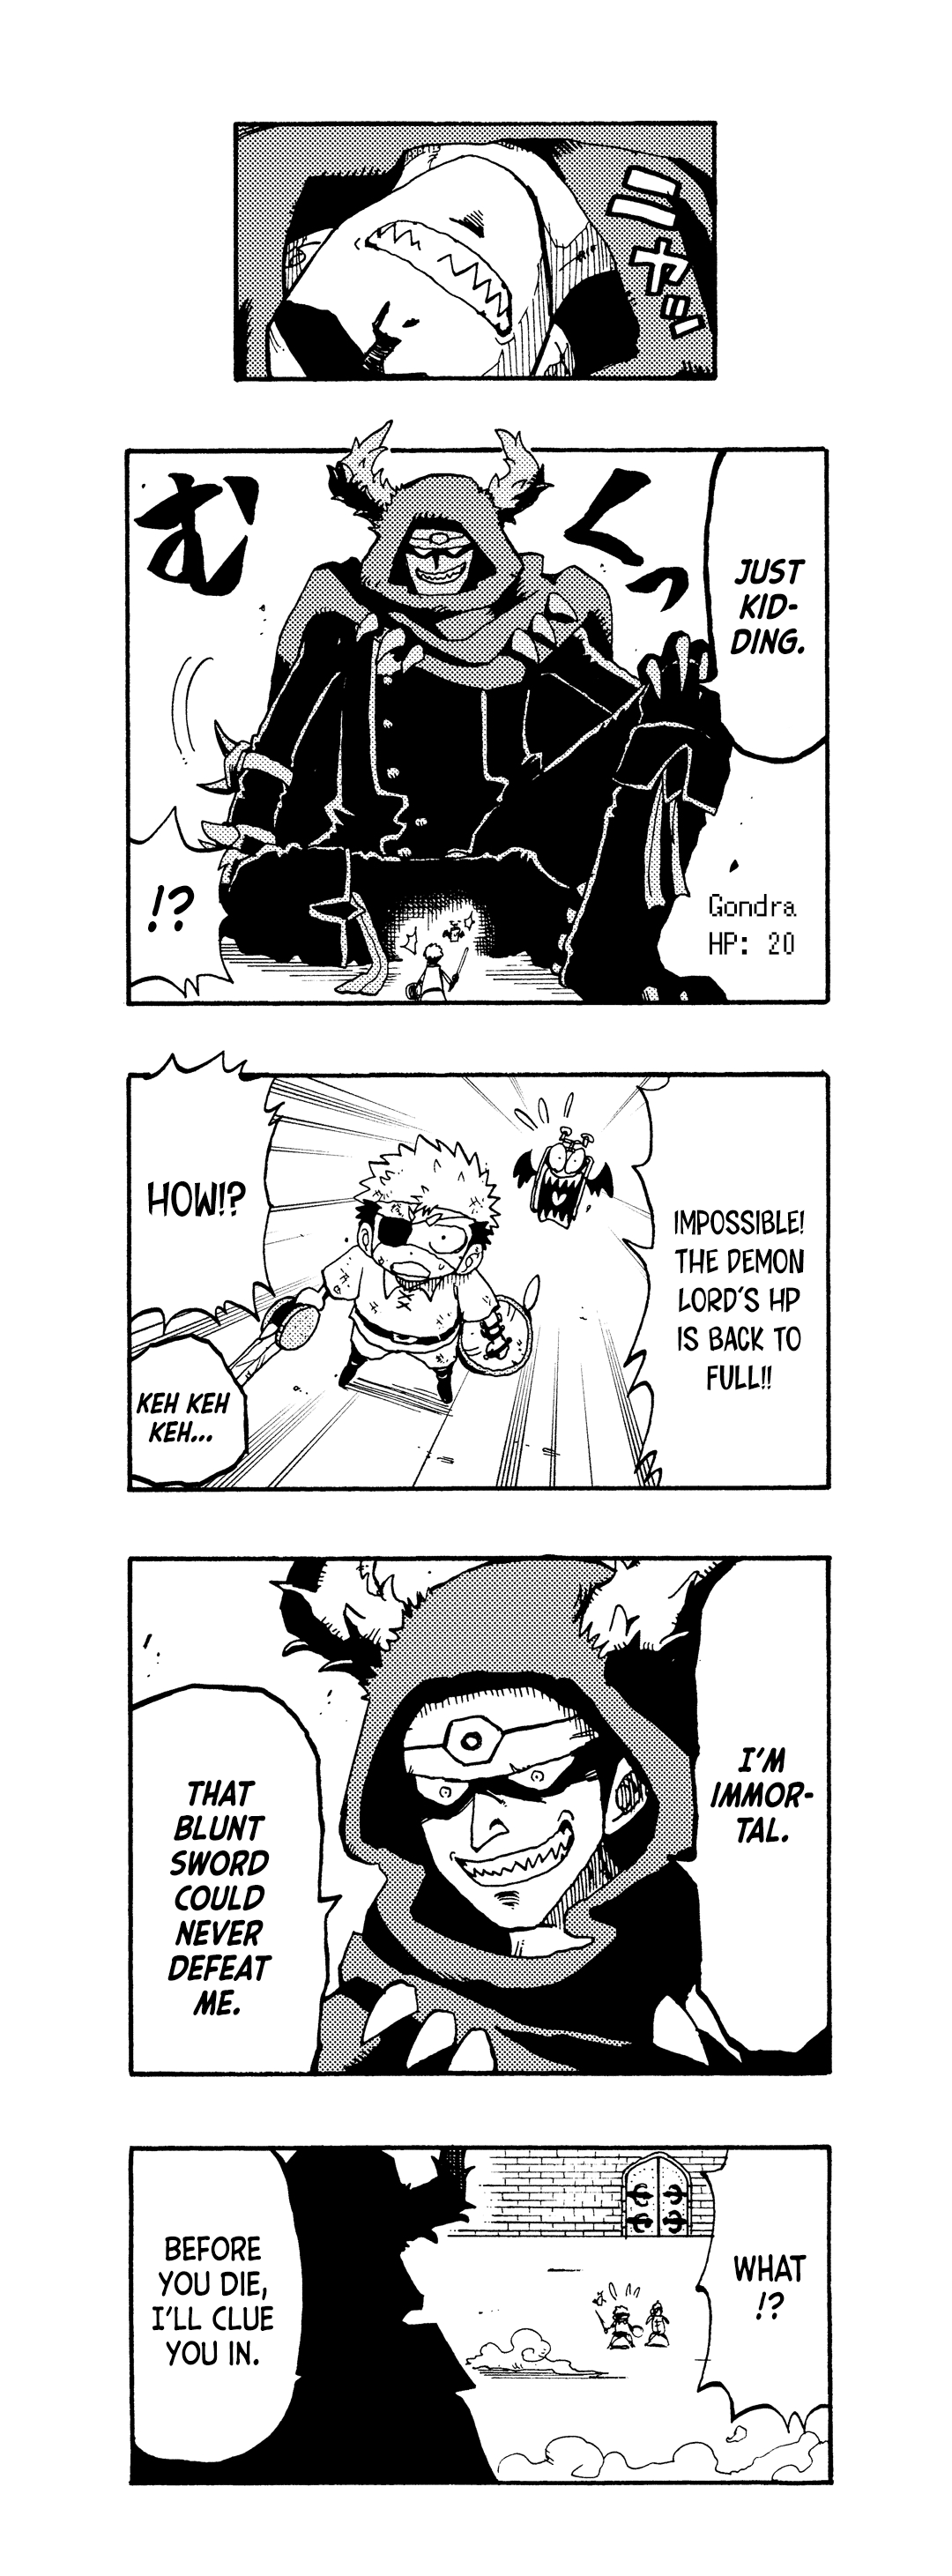 ニヤッ
JUST
KID-
DING.
むくっ
!?
Gondra
HP: 20
IMPOSSIBLE!
THE DEMON
LORD'S HP
IS BACK TO
FULL!!
HOW!?
KEH KEH
KEH...
I'M
IMMOR-
TAL.
THAT
BLUNT
SWORD
COULD
NEVER
DEFEAT
ME.
WHAT
!?
BEFORE
YOU DIE,
I'LL CLUE
YOU IN.